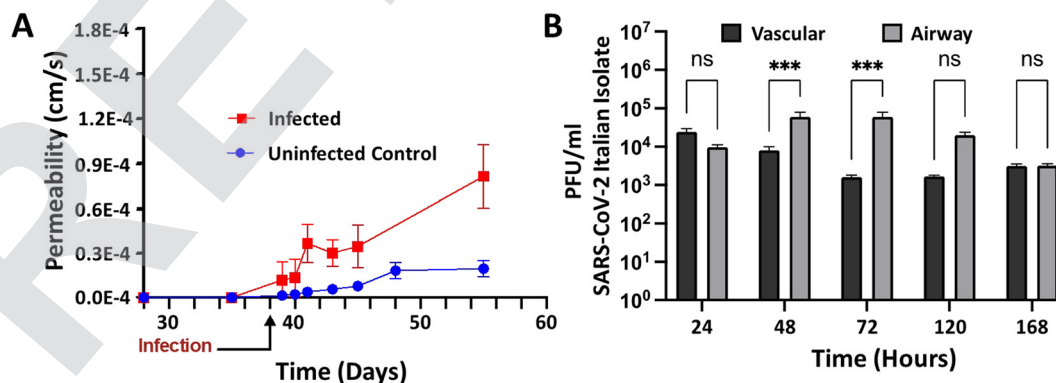 A
Permeability (cm/s)
1.8E-4
1.5E-4
1.2E-4
0.9E-4
0.6E-4
0.3E-4
0.0E-4
Infected
Uninfected Control
30 40 50 60
Infection
Time (Days)
B
Vascular Airway
PFU/ml
SARS-CoV-2 Italian Isolate
10⁷
10⁶
10⁵
10⁴
10³
10²
10¹
10⁰
ns *** *** ns ns
24 48 72 120 168
Time (Hours)